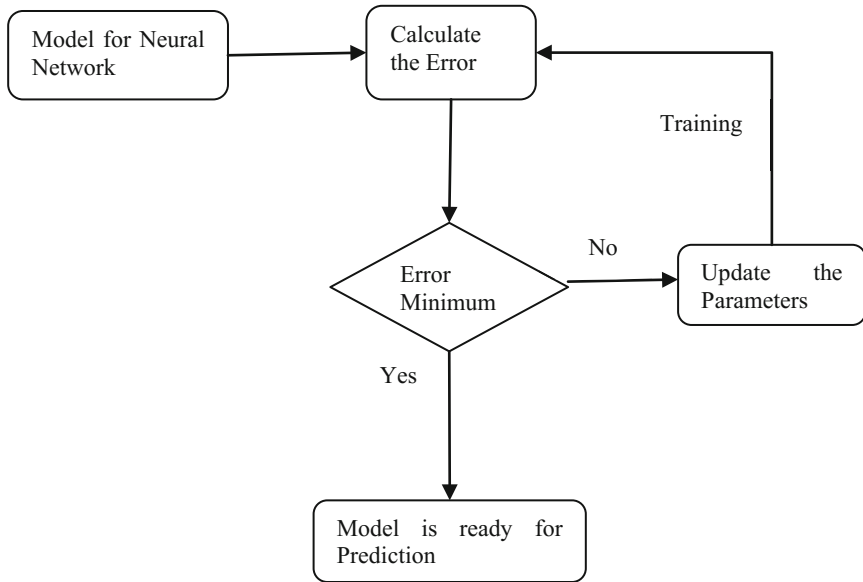 Model for Neural
Network
Calculate
the Error
Training
Error
Minimum
No
Update the
Parameters
Yes
Model is ready for
Prediction